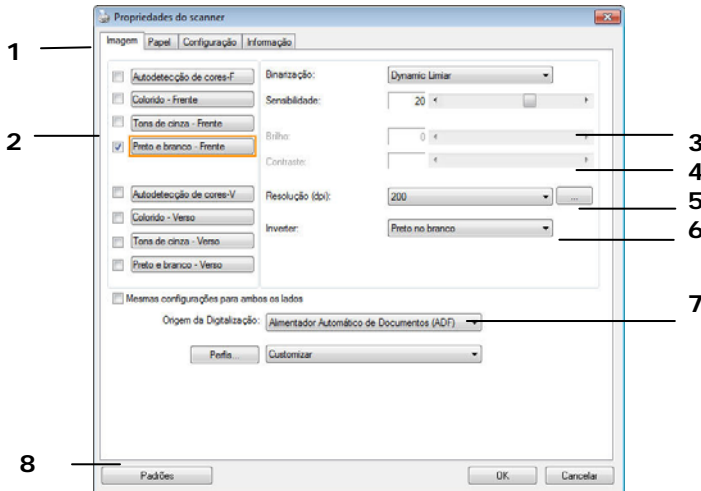 Propriedades do scanner
1
Imagem Papel Configuração Informação
Autodetecção de cores-F
Colorido - Frente
Tons de cinza - Frente
2
Preto e branco - Frente
Autodetecção de cores-V
Colorido - Verso
Tons de cinza - Verso
Preto e branco - Verso
Binarização: Dynamic Limiar
Sensibilidade: 20
Brilho: 0
3
Contraste:
4
Resolução (dpi): 200 ...
5
Inverter: Preto no branco
6
Mesmas configurações para ambos os lados
Origem da Digitalização: Alimentador Automático de Documentos (ADF)
7
Perfis... Customizar
8
Padrões OK Cancelar